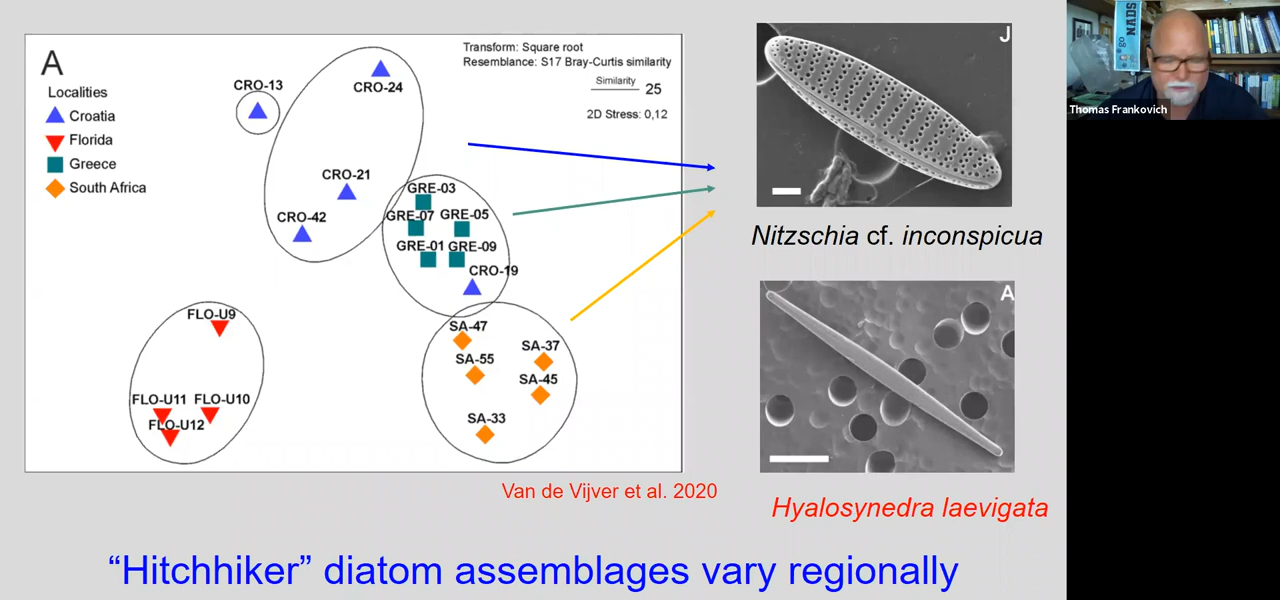 A
Localities
Croatia
Florida
Greece
South Africa
Transform: Square root
Resemblance: S17 Bray-Curtis similarity
Similarity
25
2D Stress: 0,12
CRO-13
CRO-24
CRO-21
CRO-42
GRE-03
GRE-07
GRE-05
GRE-01
GRE-09
CRO-19
FLO-U9
FLO-U11
FLO-U10
FLO-U12
SA-47
SA-37
SA-55
SA-45
SA-33
Van de Vijver et al. 2020
J
Nitzschia cf. inconspicua
A
Hyalosynedra laevigata
“Hitchhiker” diatom assemblages vary regionally
go
NADS
Thomas Frankovich